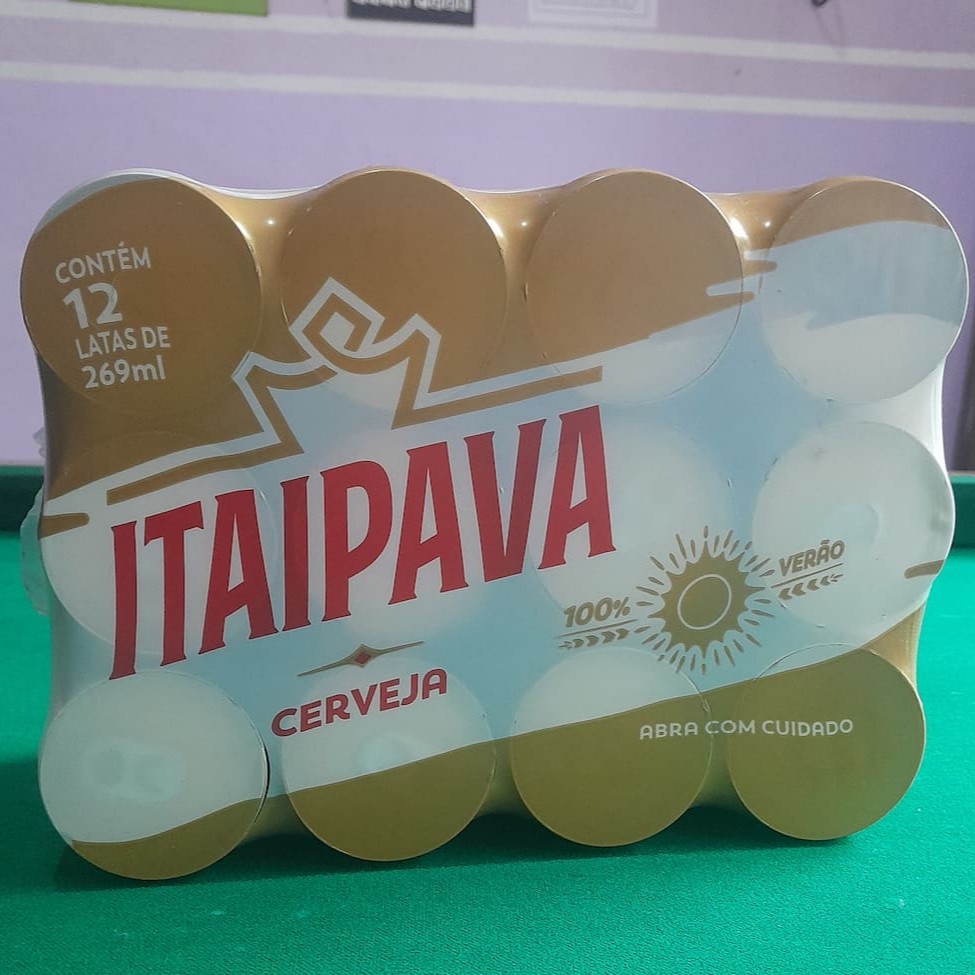 CONTÉM
12
LATAS DE
269ml
ITAIPAVA
CERVEJA
100% VERÃO
ABRA COM CUIDADO